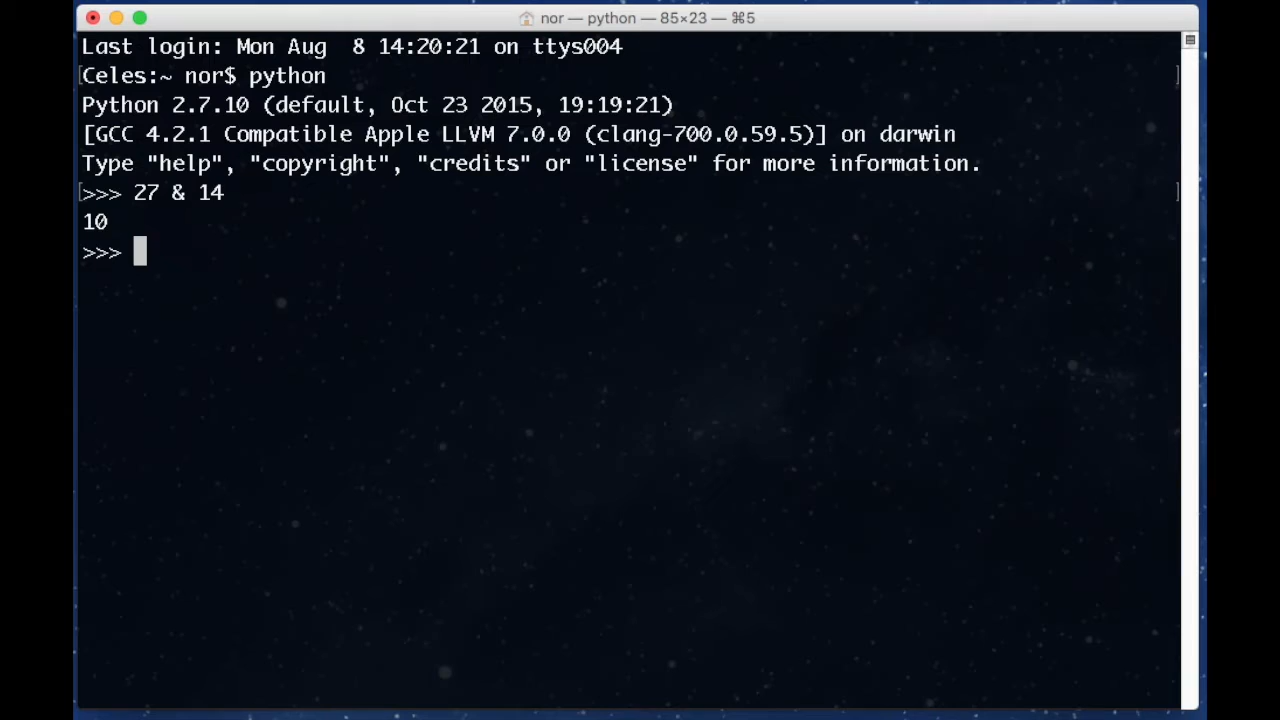 nor — python — 85×23 — ⌘5
Last login: Mon Aug  8 14:20:21 on ttys004
[Celes:~ nor$ python ]
Python 2.7.10 (default, Oct 23 2015, 19:19:21)
[GCC 4.2.1 Compatible Apple LLVM 7.0.0 (clang-700.0.59.5)] on darwin
Type "help", "copyright", "credits" or "license" for more information.
[>>> 27 & 14 ]
10
>>>